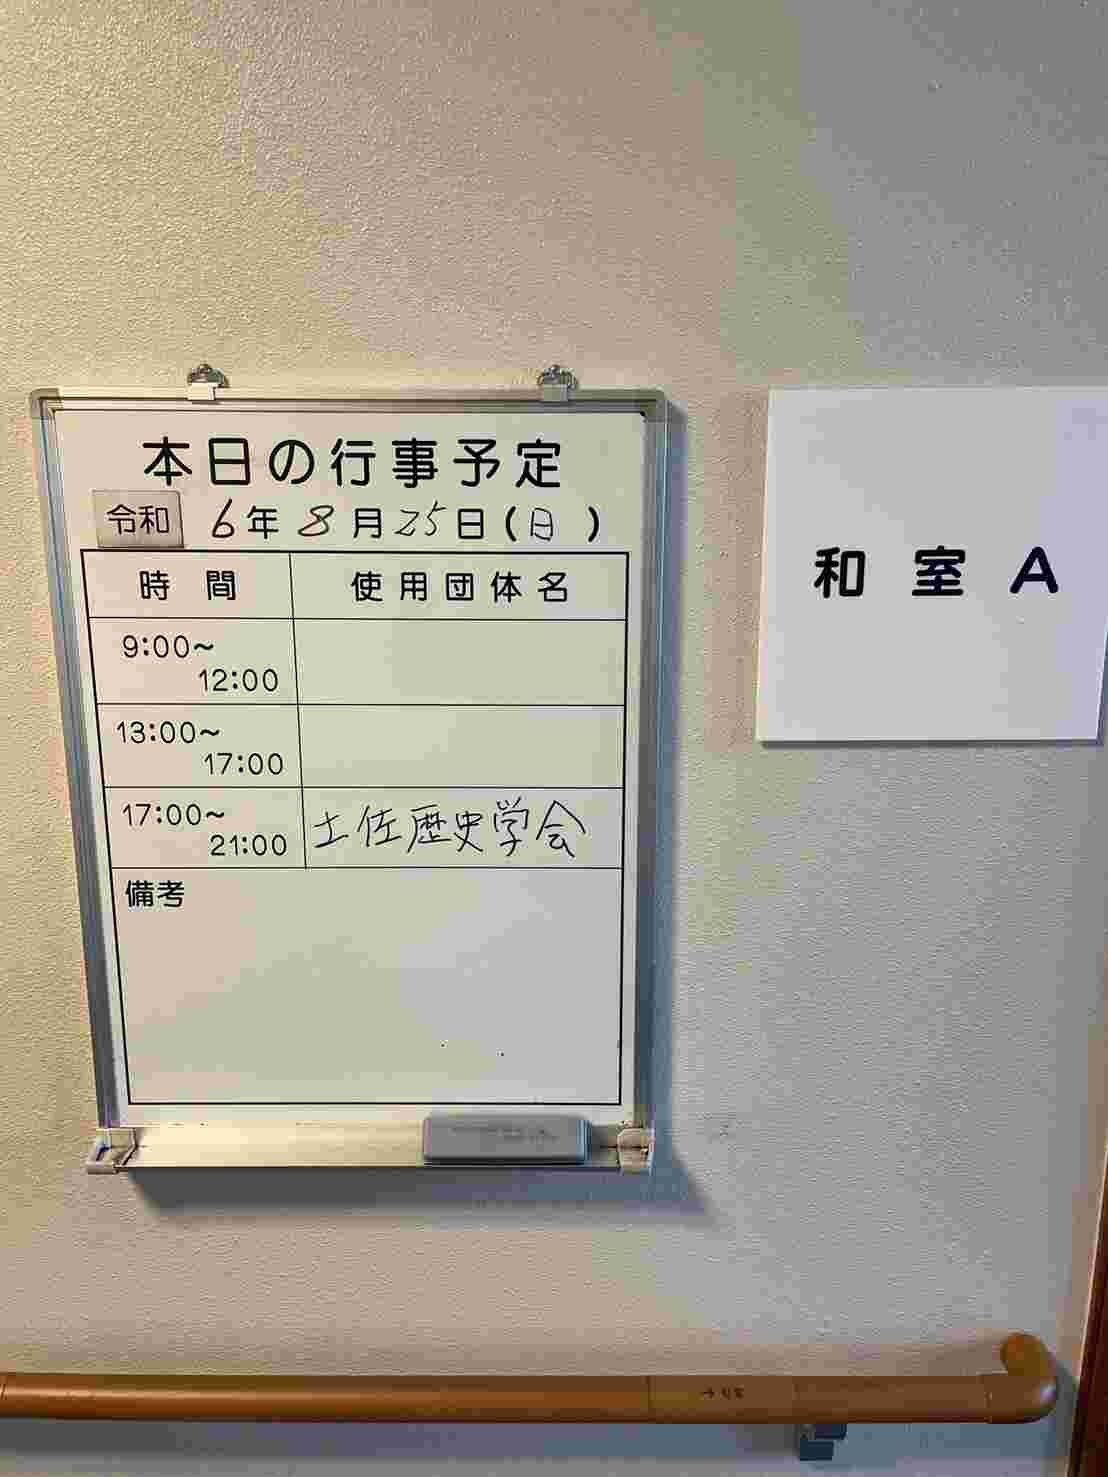 本日の行事予定
令和 6年8月25日(日)
時間 使用団体名
9:00~
12:00
13:00~
17:00
17:00~
21:00
土佐歴史学会
備考
和室A